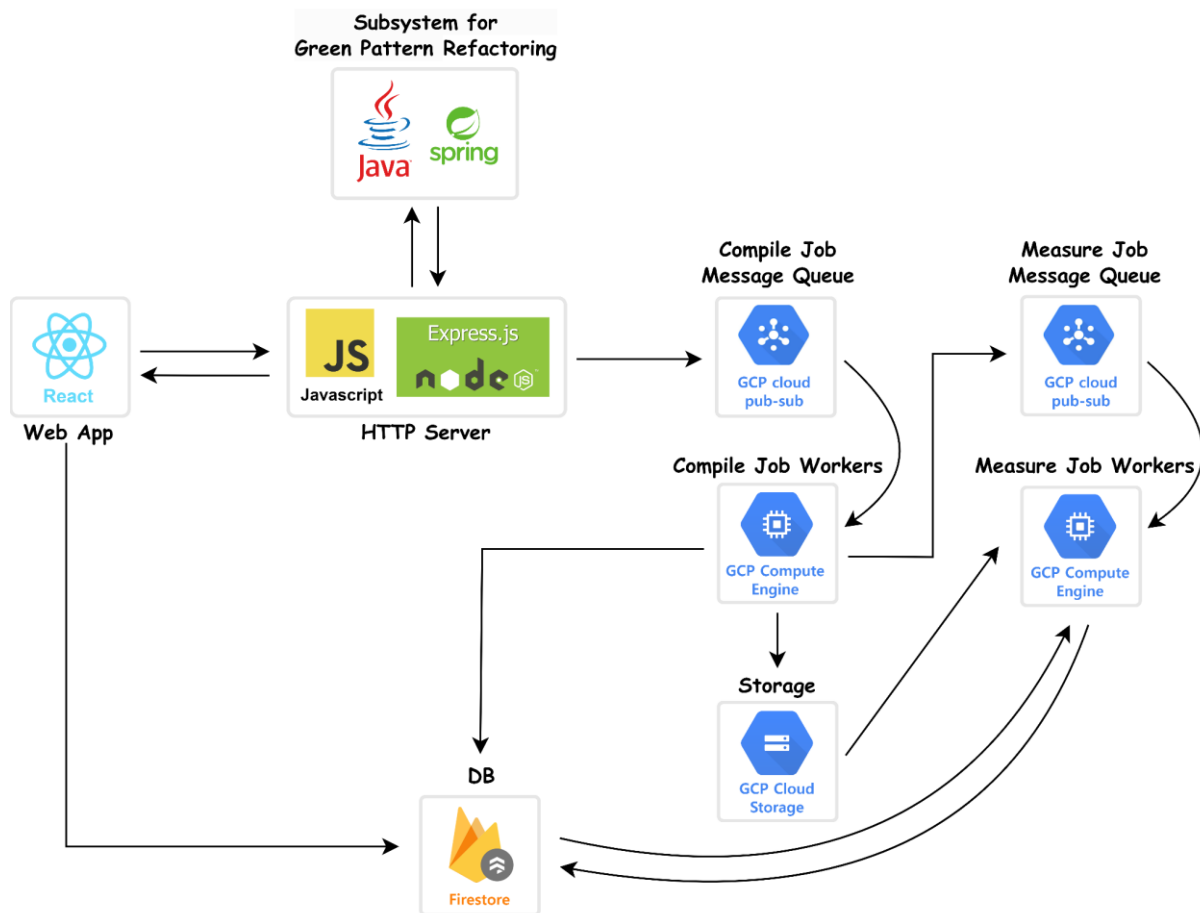 Subsystem for
Green Pattern Refactoring
Java
spring
Compile Job
Message Queue
Measure Job
Message Queue
React
JS
Javascript
Express.js
node
JS
GCP cloud
pub-sub
GCP cloud
pub-sub
Web App
HTTP Server
Compile Job Workers
Measure Job Workers
GCP Compute
Engine
GCP Compute
Engine
Storage
GCP Cloud
Storage
DB
Firestore